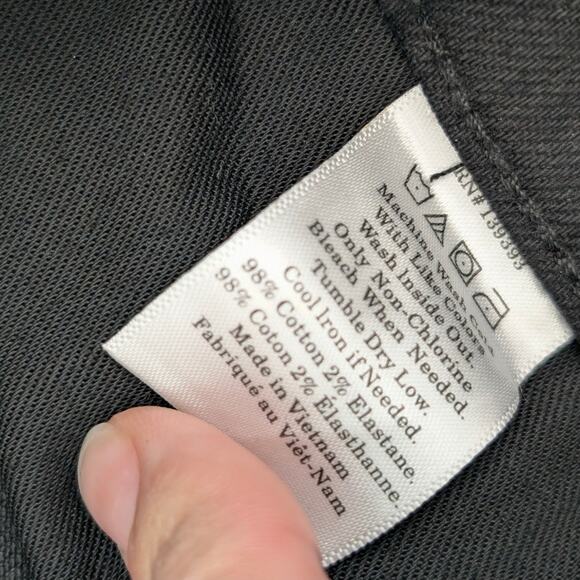 RN# 139393
Machine Wash Cold
With Like Colors
Wash Inside Out.
Only Non-Chlorine
Bleach When Needed.
Tumble Dry Low.
Cool Iron if Needed.
98% Cotton 2% Elastane.
98% Coton 2% Élasthanne.
Made in Vietnam
Fabriqué au Viêt-Nam